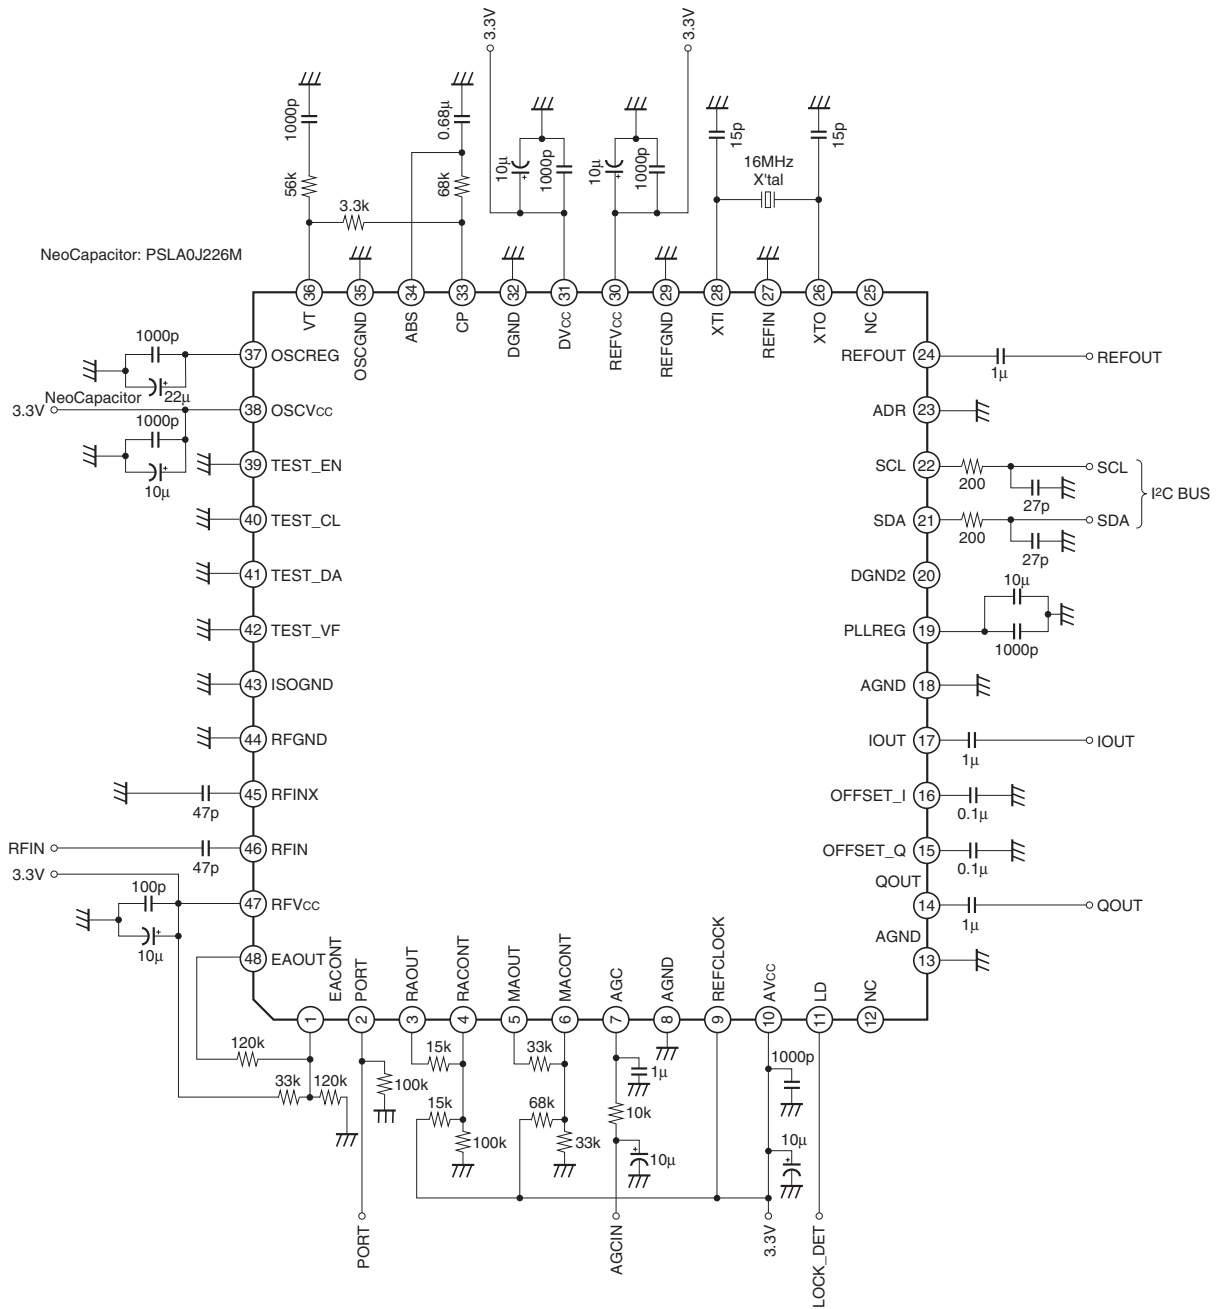 3.3V
3.3V
1000p
0.68μ
10μ
1000p
10μ
1000p
15p
15p
56k
68k
16MHz
X'tal
3.3k
NeoCapacitor: PSLA0J226M
36
35
34
33
32
31
30
29
28
27
26
25
VT
OSCGND
ABS
CP
DGND
DVCC
REFVCC
REFGND
XTI
REFIN
XTO
NC
1000p
37
OSCREG
NeoCapacitor
22μ
3.3V
38
OSCVCC
1000p
10μ
39
TEST_EN
40
TEST_CL
41
TEST_DA
42
TEST_VF
43
ISOGND
44
RFGND
45
RFINX
47p
RFIN
46
RFIN
47p
3.3V
100p
47
RFVCC
10μ
48
EAOUT
REFOUT
24
1μ
REFOUT
ADR
23
SCL
22
200
SCL
27p
I²C BUS
SDA
21
200
SDA
27p
DGND2
20
10μ
PLLREG
19
1000p
AGND
18
IOUT
17
1μ
IOUT
OFFSET_I
16
0.1μ
OFFSET_Q
15
0.1μ
QOUT
14
1μ
QOUT
AGND
13
EACONT
PORT
RAOUT
RACONT
MAOUT
MACONT
AGC
AGND
REFCLOCK
AVCC
LD
NC
1
2
3
4
5
6
7
8
9
10
11
12
120k
33k
120k
100k
15k
15k
100k
33k
68k
33k
1μ
10k
10μ
1000p
10μ
PORT
AGCIN
3.3V
LOCK_DET